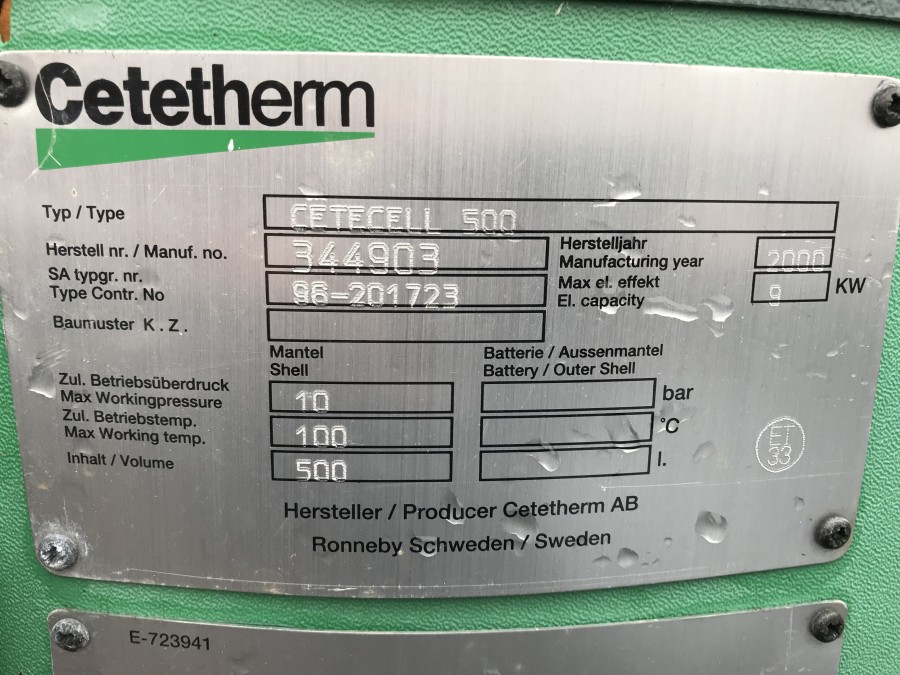 Cetetherm
Typ / Type CETECELL 500
Herstell nr. / Manuf. no. 344903
Herstelljahr
Manufacturing year 2000
SA typgr. nr.
Type Contr. No 96-201723
Max el. effekt
El. capacity 9 KW
Baumuster K . Z .
Mantel
Shell
Batterie / Aussenmantel
Battery / Outer Shell
Zul. Betriebsüberdruck
Max Workingpressure 10 bar
Zul. Betriebstemp.
Max Working temp. 100 °C
Inhalt / Volume 500 l.
ET
33
Hersteller / Producer Cetetherm AB
Ronneby Schweden / Sweden
E-723941